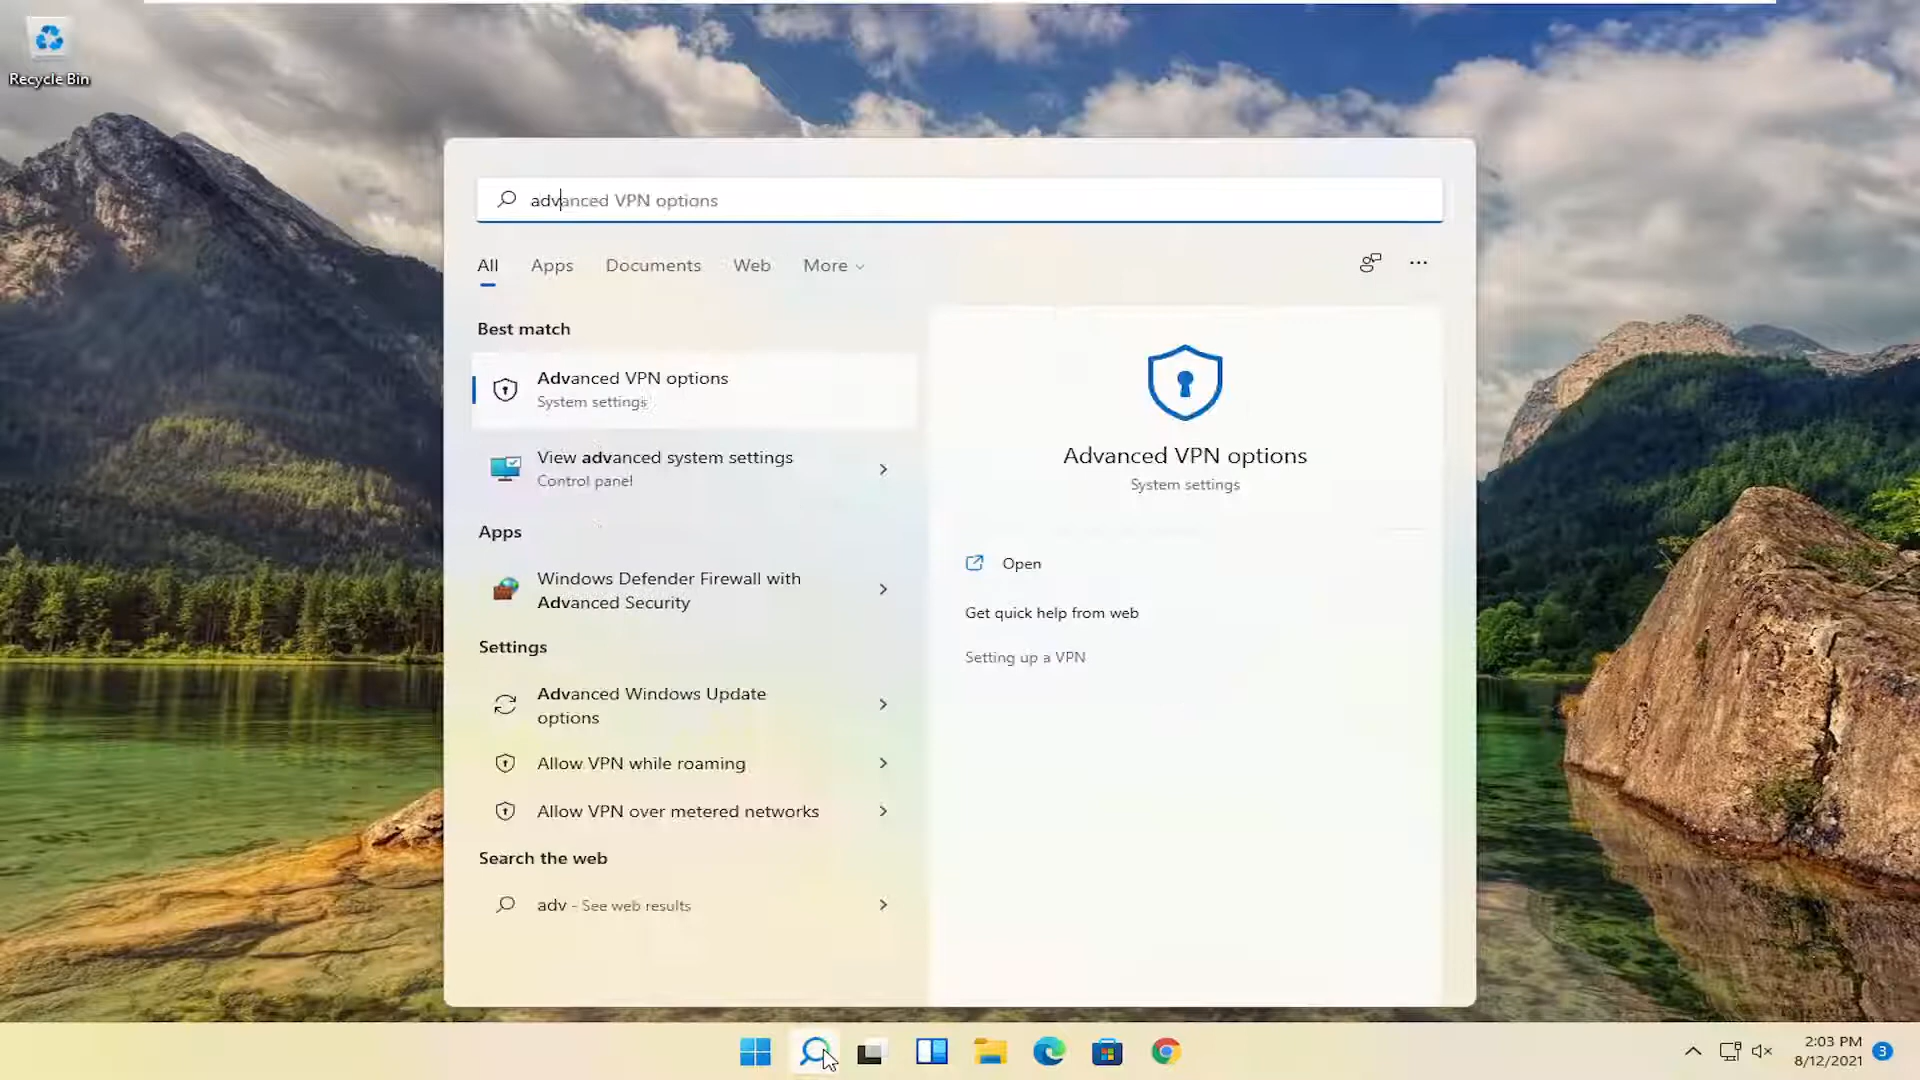 Recycle Bin
advanced VPN options
All Apps Documents Web More
Best match
Advanced VPN options
System settings
View advanced system settings
Control panel
Apps
Windows Defender Firewall with
Advanced Security
Settings
Advanced Windows Update
options
Allow VPN while roaming
Allow VPN over metered networks
Search the web
adv - See web results
Advanced VPN options
System settings
Open
Get quick help from web
Setting up a VPN
2:03 PM
8/12/2021
3